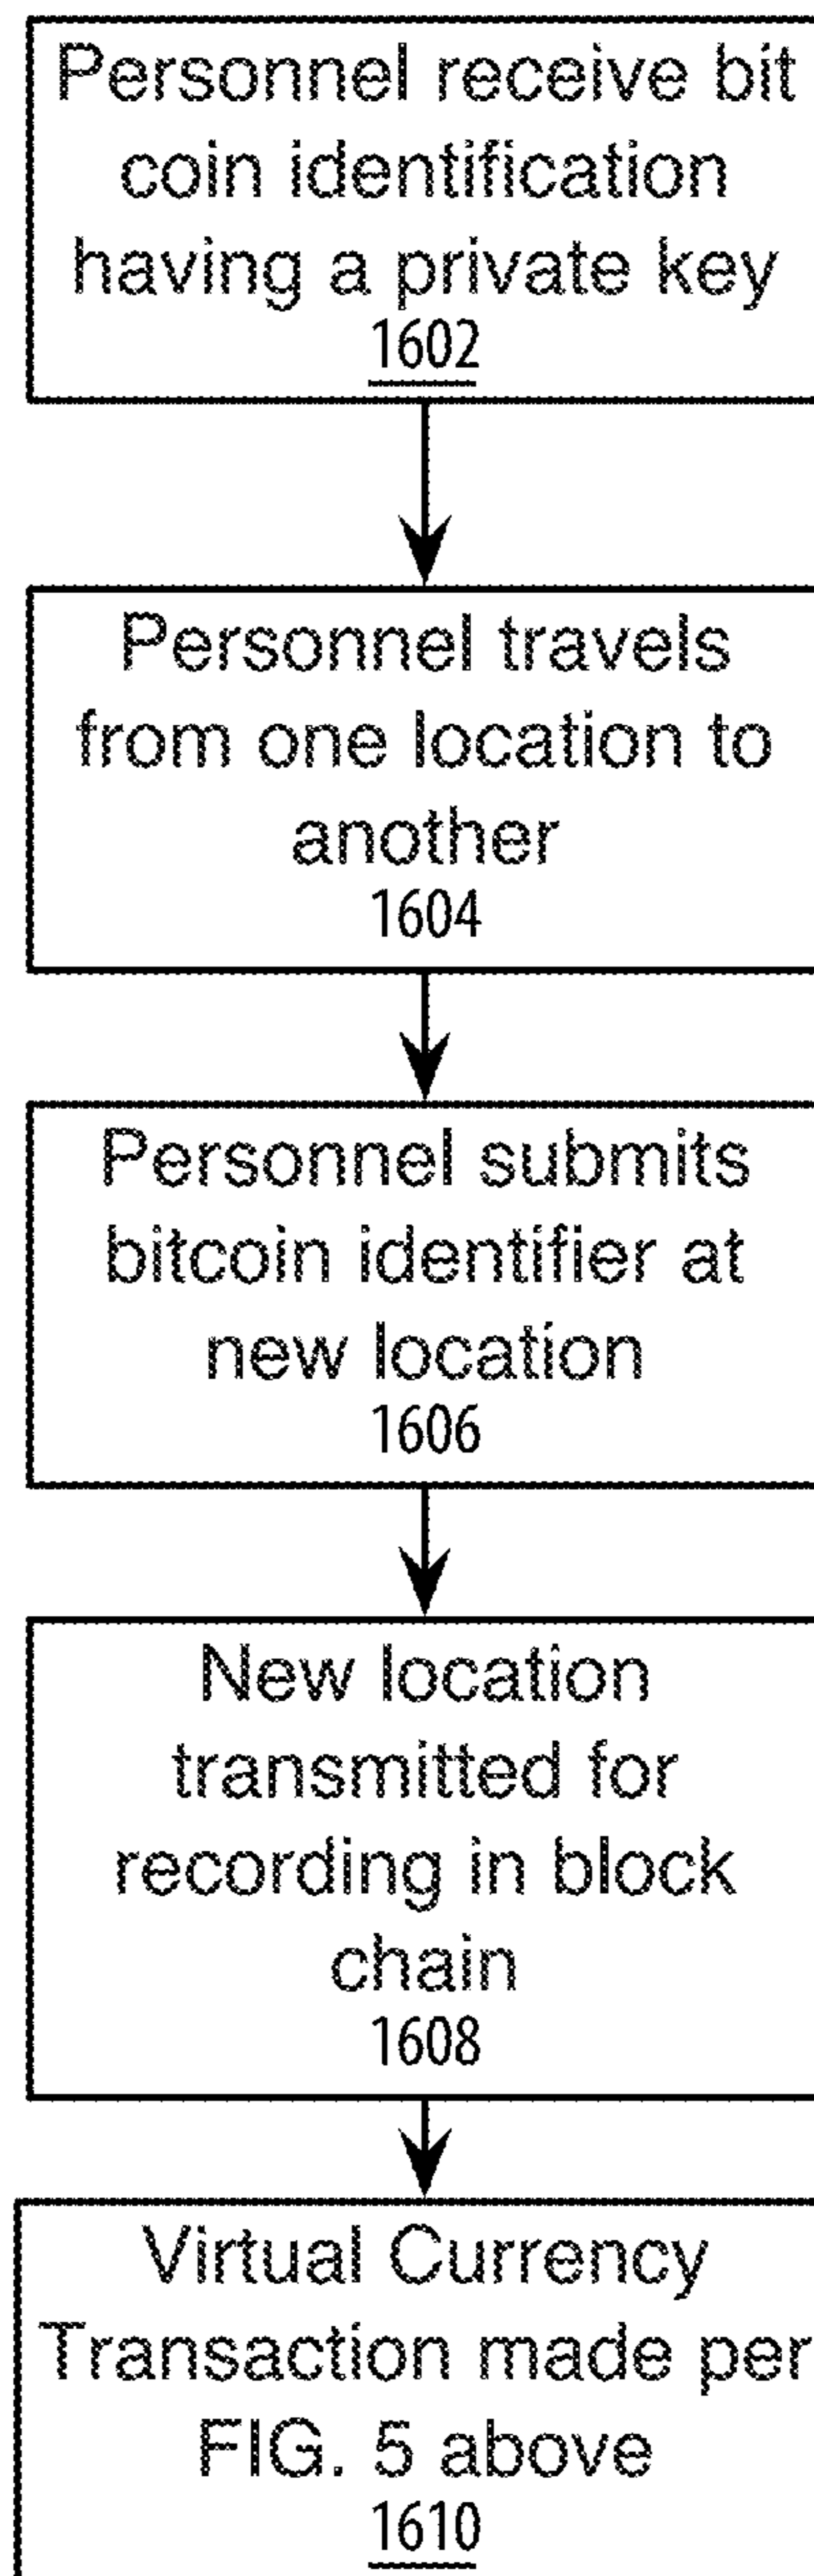 Personnel receive bit
coin identification
having a private key
1602
Personnel travels
from one location to
another
1604
Personnel submits
bitcoin identifier at
new location
1606
New location
transmitted for
recording in block
chain
1608
Virtual Currency
Transaction made per
FIG. 5 above
1610